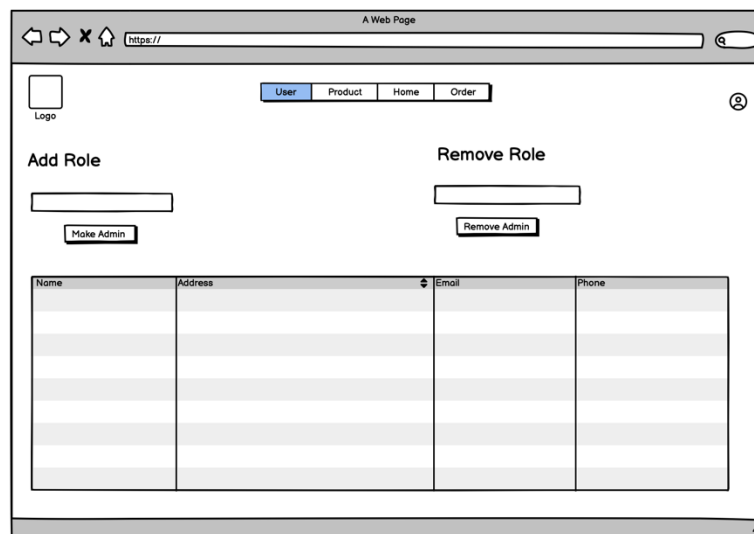 A Web Page
https://
User Product Home Order
Logo
Add Role
Remove Role
Make Admin
Remove Admin
Name Address Email Phone